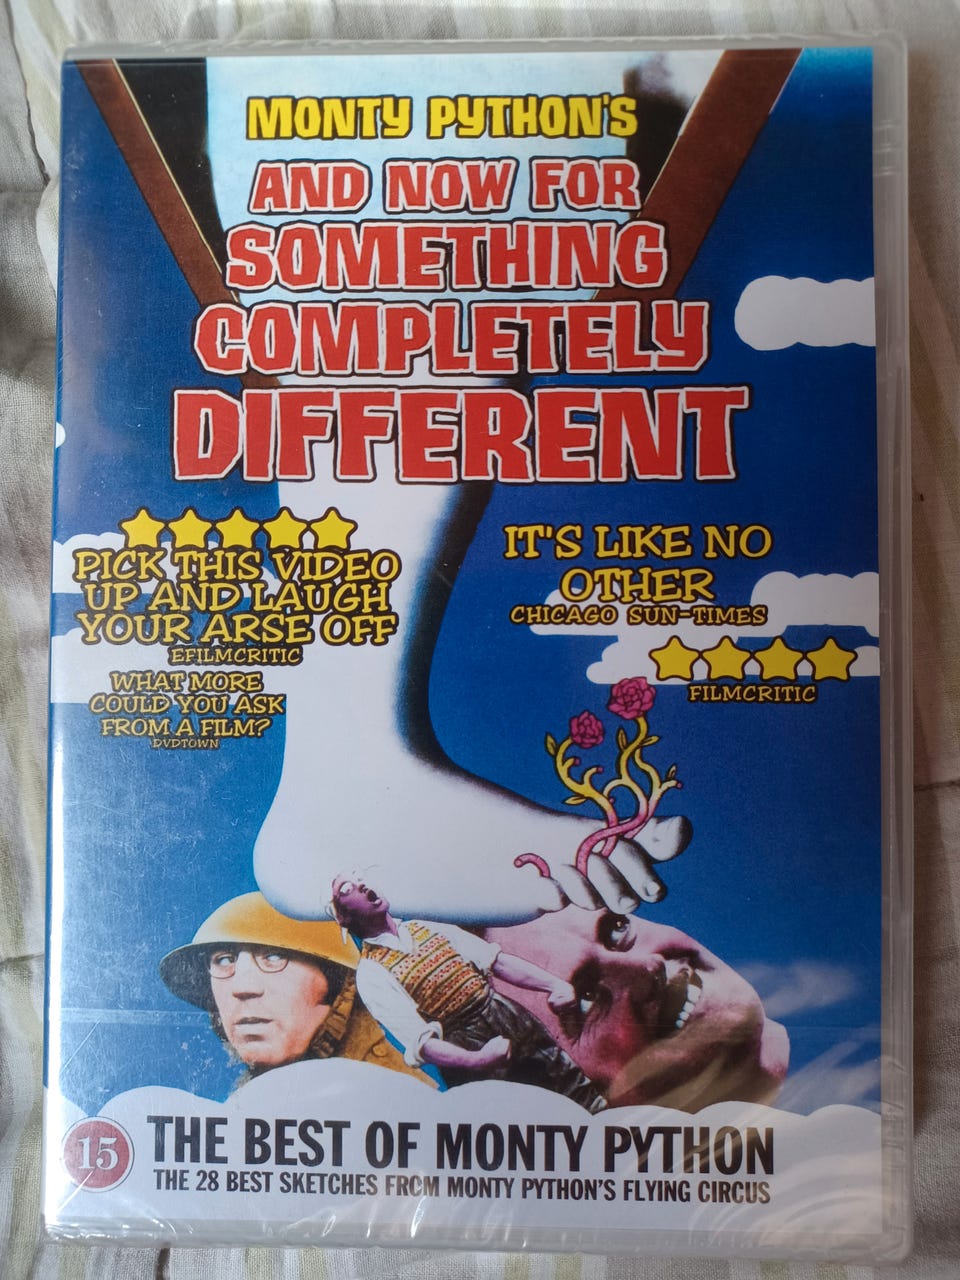 MONTY PYTHON'S
AND NOW FOR
SOMETHING
COMPLETELY
DIFFERENT
PICK THIS VIDEO
UP AND LAUGH
YOUR ARSE OFF
EFILMCRITIC
WHAT MORE
COULD YOU ASK
FROM A FILM?
DVDTOWN
IT'S LIKE NO
OTHER
CHICAGO SUN-TIMES
FILMCRITIC
15
THE BEST OF MONTY PYTHON
THE 28 BEST SKETCHES FROM MONTY PYTHON'S FLYING CIRCUS